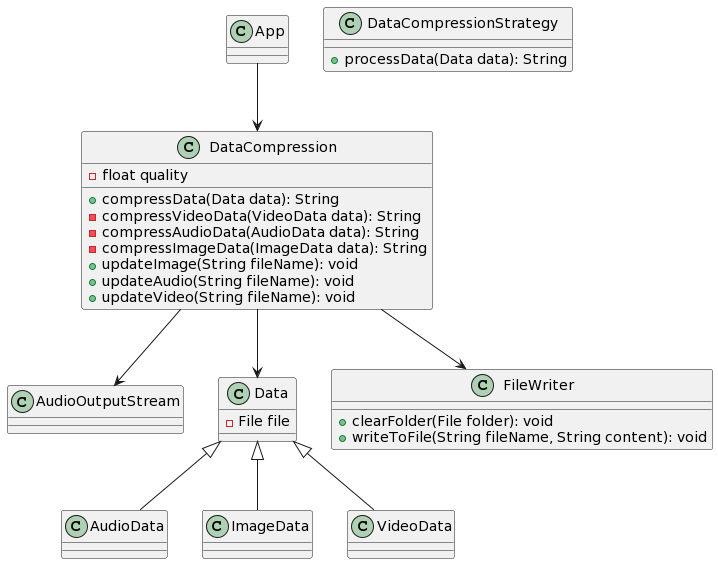 C App
C DataCompressionStrategy
processData(Data data): String
C DataCompression
float quality
compressData(Data data): String
compressVideoData(VideoData data): String
compressAudioData(AudioData data): String
compressImageData(ImageData data): String
updateImage(String fileName): void
updateAudio(String fileName): void
updateVideo(String fileName): void
C AudioOutputStream
C Data
File file
C FileWriter
clearFolder(File folder): void
writeToFile(String fileName, String content): void
C AudioData
C ImageData
C VideoData